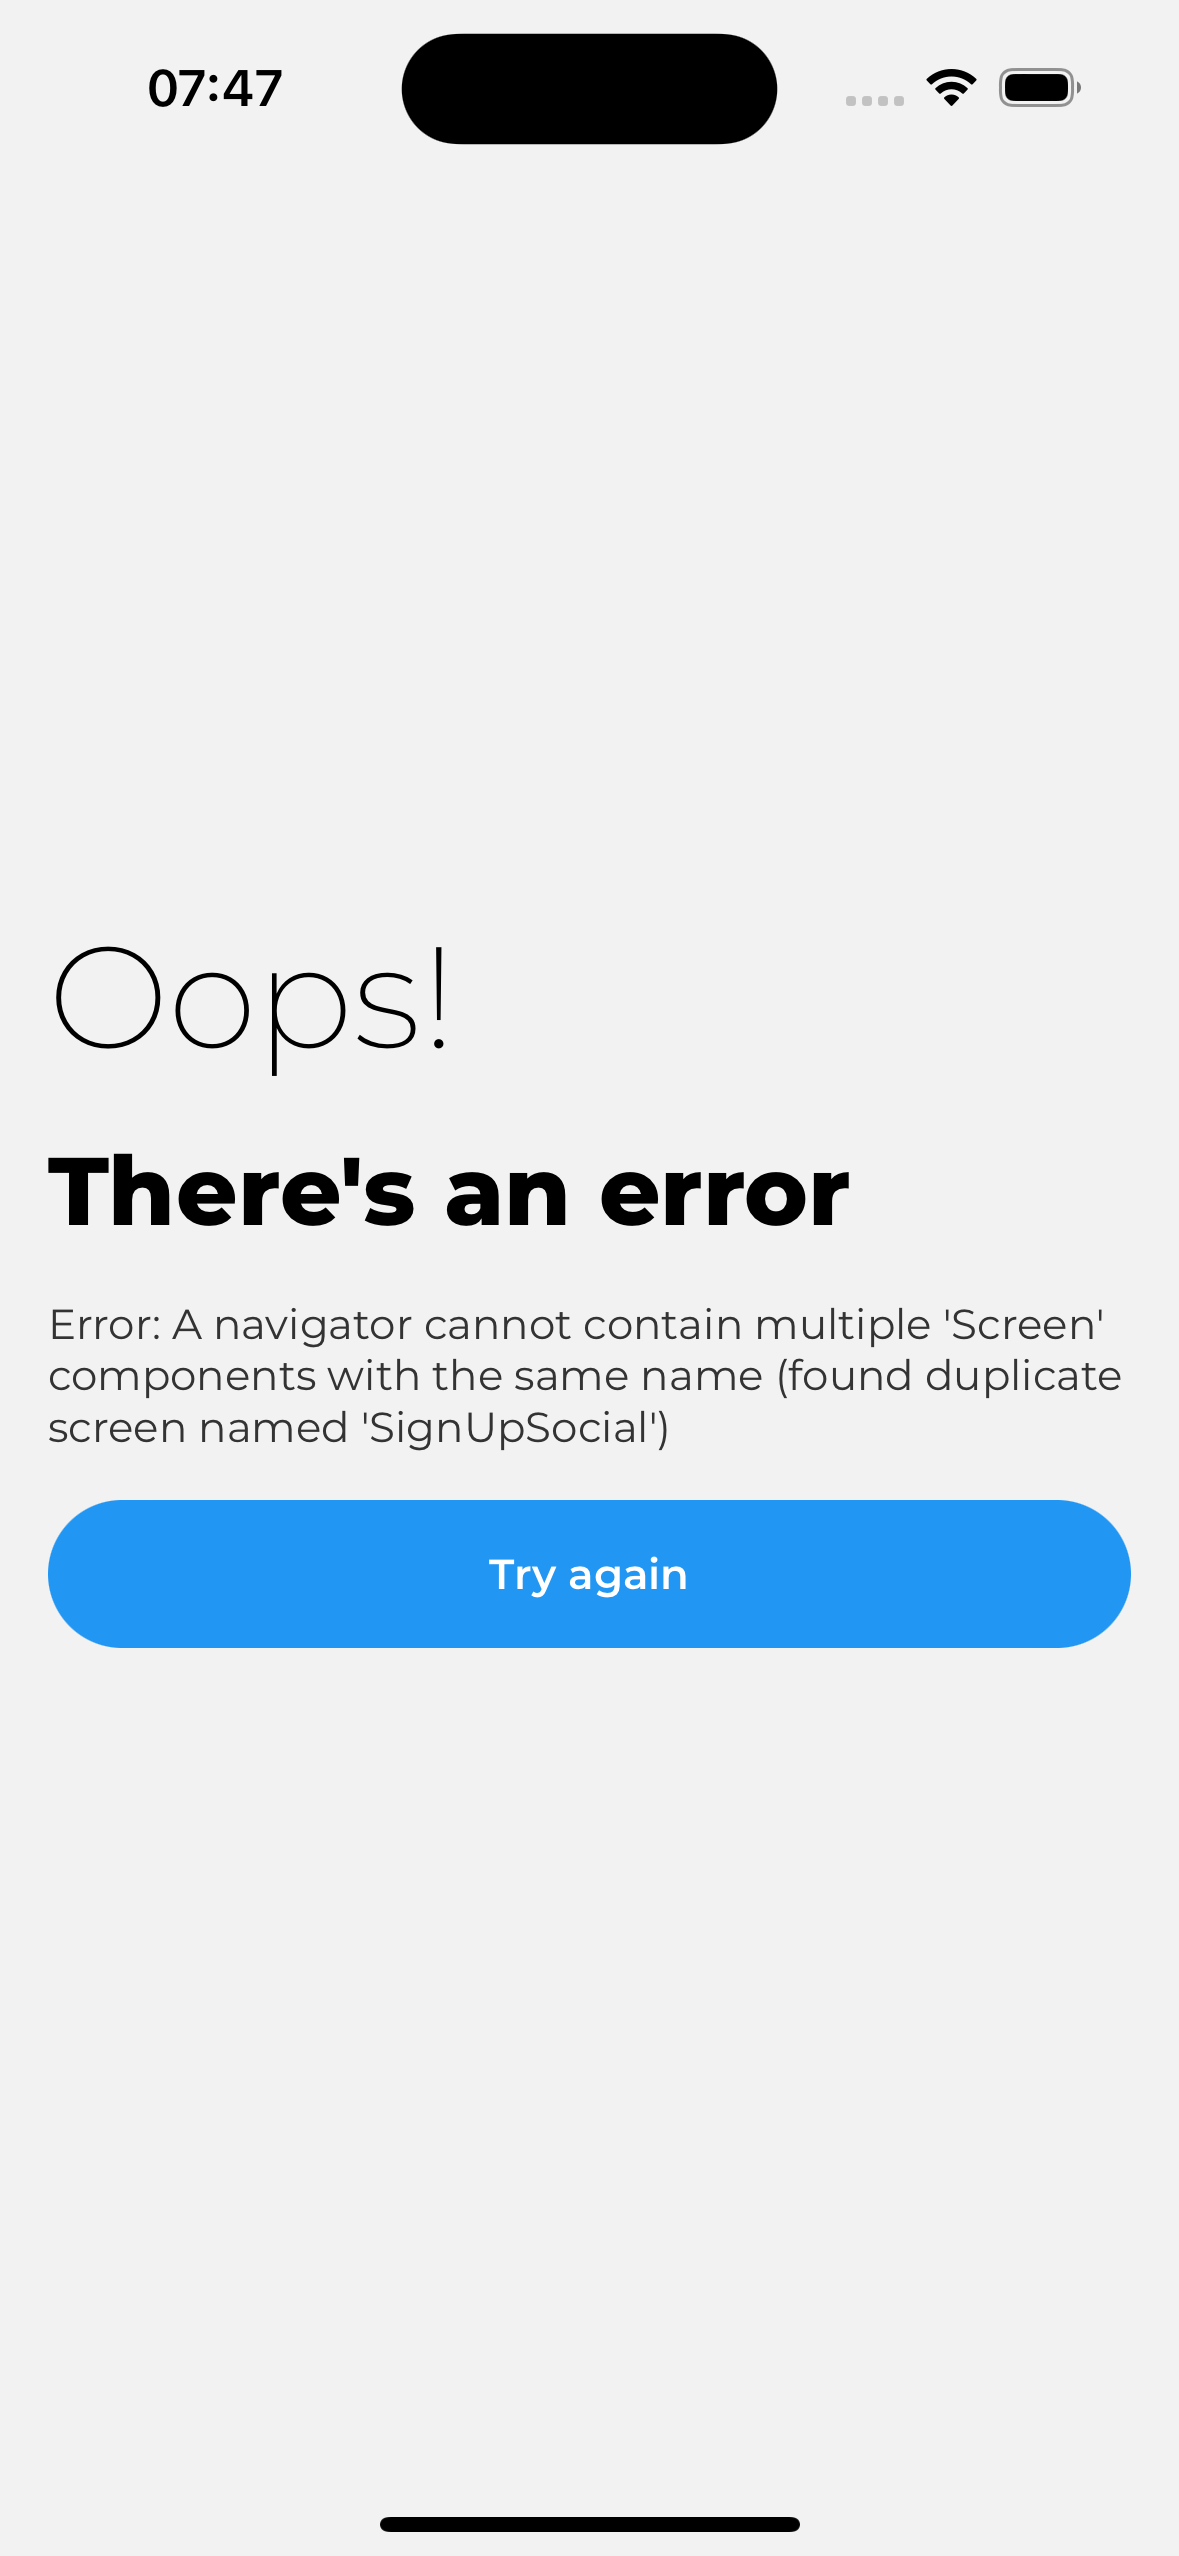 07:47
Oops!
There's an error
Error: A navigator cannot contain multiple 'Screen'
components with the same name (found duplicate
screen named 'SignUpSocial')
Try again